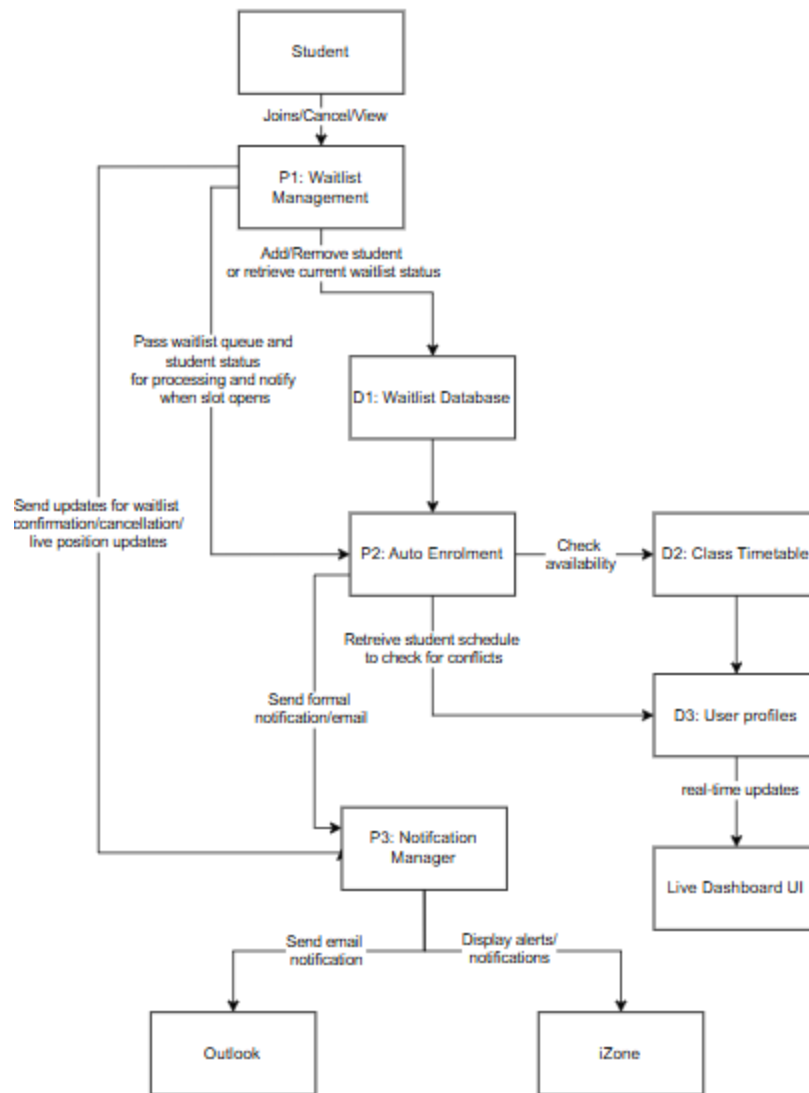 Student
Joins/Cancel/View
P1: Waitlist
Management
Add/Remove student
or retrieve current waitlist status
Pass waitlist queue and
student status
for processing and notify
when slot opens
D1: Waitlist Database
Send updates for waitlist
confirmation/cancellation/
live position updates
P2: Auto Enrolment
Check
availability
D2: Class Timetable
Retreive student schedule
to check for conflicts
Send formal
notification/email
D3: User profiles
real-time updates
P3: Notifcation
Manager
Live Dashboard UI
Send email
notification
Display alerts/
notifications
Outlook
iZone